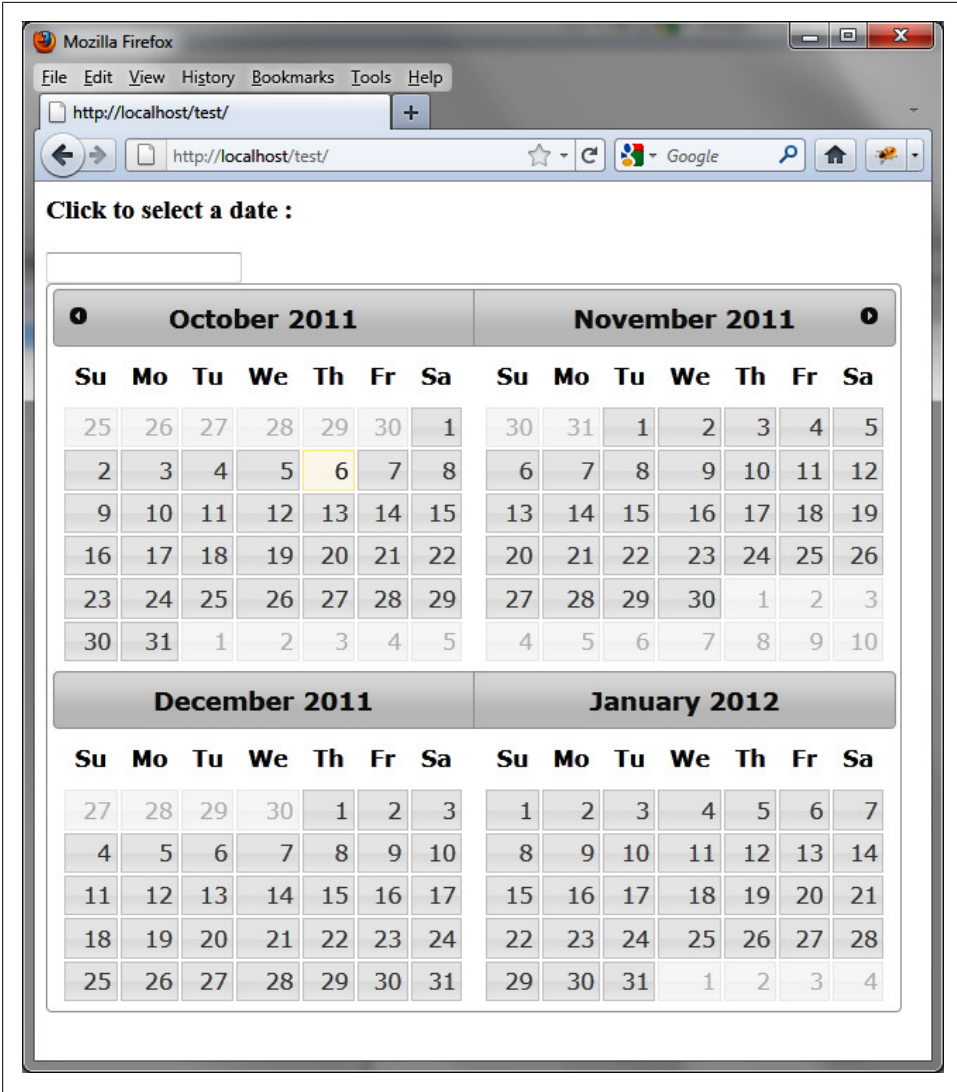 Mozilla Firefox
File Edit View History Bookmarks Tools Help
http://localhost/test/ +
http://localhost/test/ Google
Click to select a date :
October 2011 November 2011
Su Mo Tu We Th Fr Sa Su Mo Tu We Th Fr Sa
25 26 27 28 29 30 1 30 31 1 2 3 4 5
2 3 4 5 6 7 8 6 7 8 9 10 11 12
9 10 11 12 13 14 15 13 14 15 16 17 18 19
16 17 18 19 20 21 22 20 21 22 23 24 25 26
23 24 25 26 27 28 29 27 28 29 30 1 2 3
30 31 1 2 3 4 5 4 5 6 7 8 9 10
December 2011 January 2012
Su Mo Tu We Th Fr Sa Su Mo Tu We Th Fr Sa
27 28 29 30 1 2 3 1 2 3 4 5 6 7
4 5 6 7 8 9 10 8 9 10 11 12 13 14
11 12 13 14 15 16 17 15 16 17 18 19 20 21
18 19 20 21 22 23 24 22 23 24 25 26 27 28
25 26 27 28 29 30 31 29 30 31 1 2 3 4